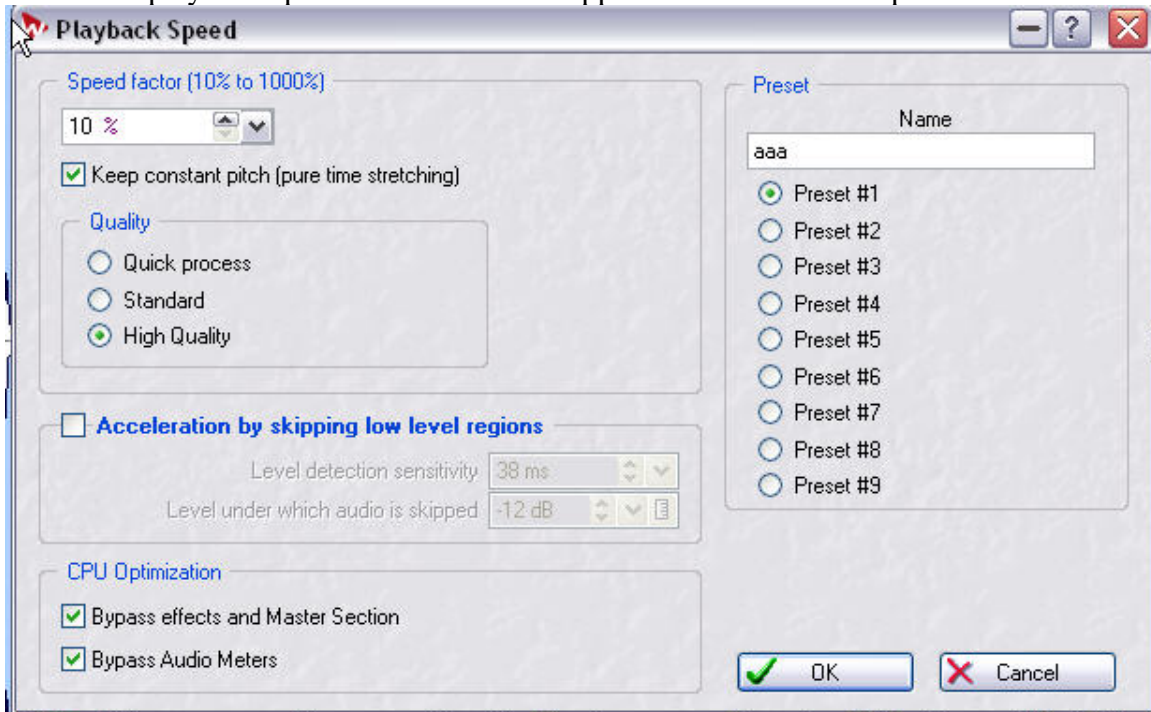 Playback Speed
Speed factor (10% to 1000%)
10 %
Keep constant pitch (pure time stretching)
Quality
Quick process
Standard
High Quality
Acceleration by skipping low level regions
Level detection sensitivity 38 ms
Level under which audio is skipped -12 dB
CPU Optimization
Bypass effects and Master Section
Bypass Audio Meters
Preset
Name
aaa
Preset #1
Preset #2
Preset #3
Preset #4
Preset #5
Preset #6
Preset #7
Preset #8
Preset #9
OK Cancel